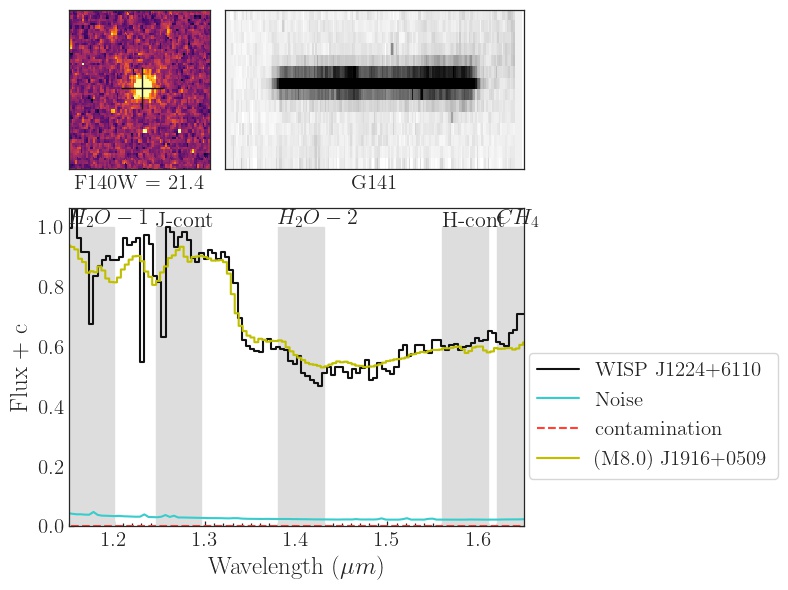 F140W = 21.4
G141
H₂O − 1
J-cont
H₂O − 2
H-cont
CH₄
1.0
0.8
0.6
0.4
0.2
0.0
Flux + c
1.2
1.3
1.4
1.5
1.6
Wavelength (μm)
WISP J1224+6110
Noise
contamination
(M8.0) J1916+0509